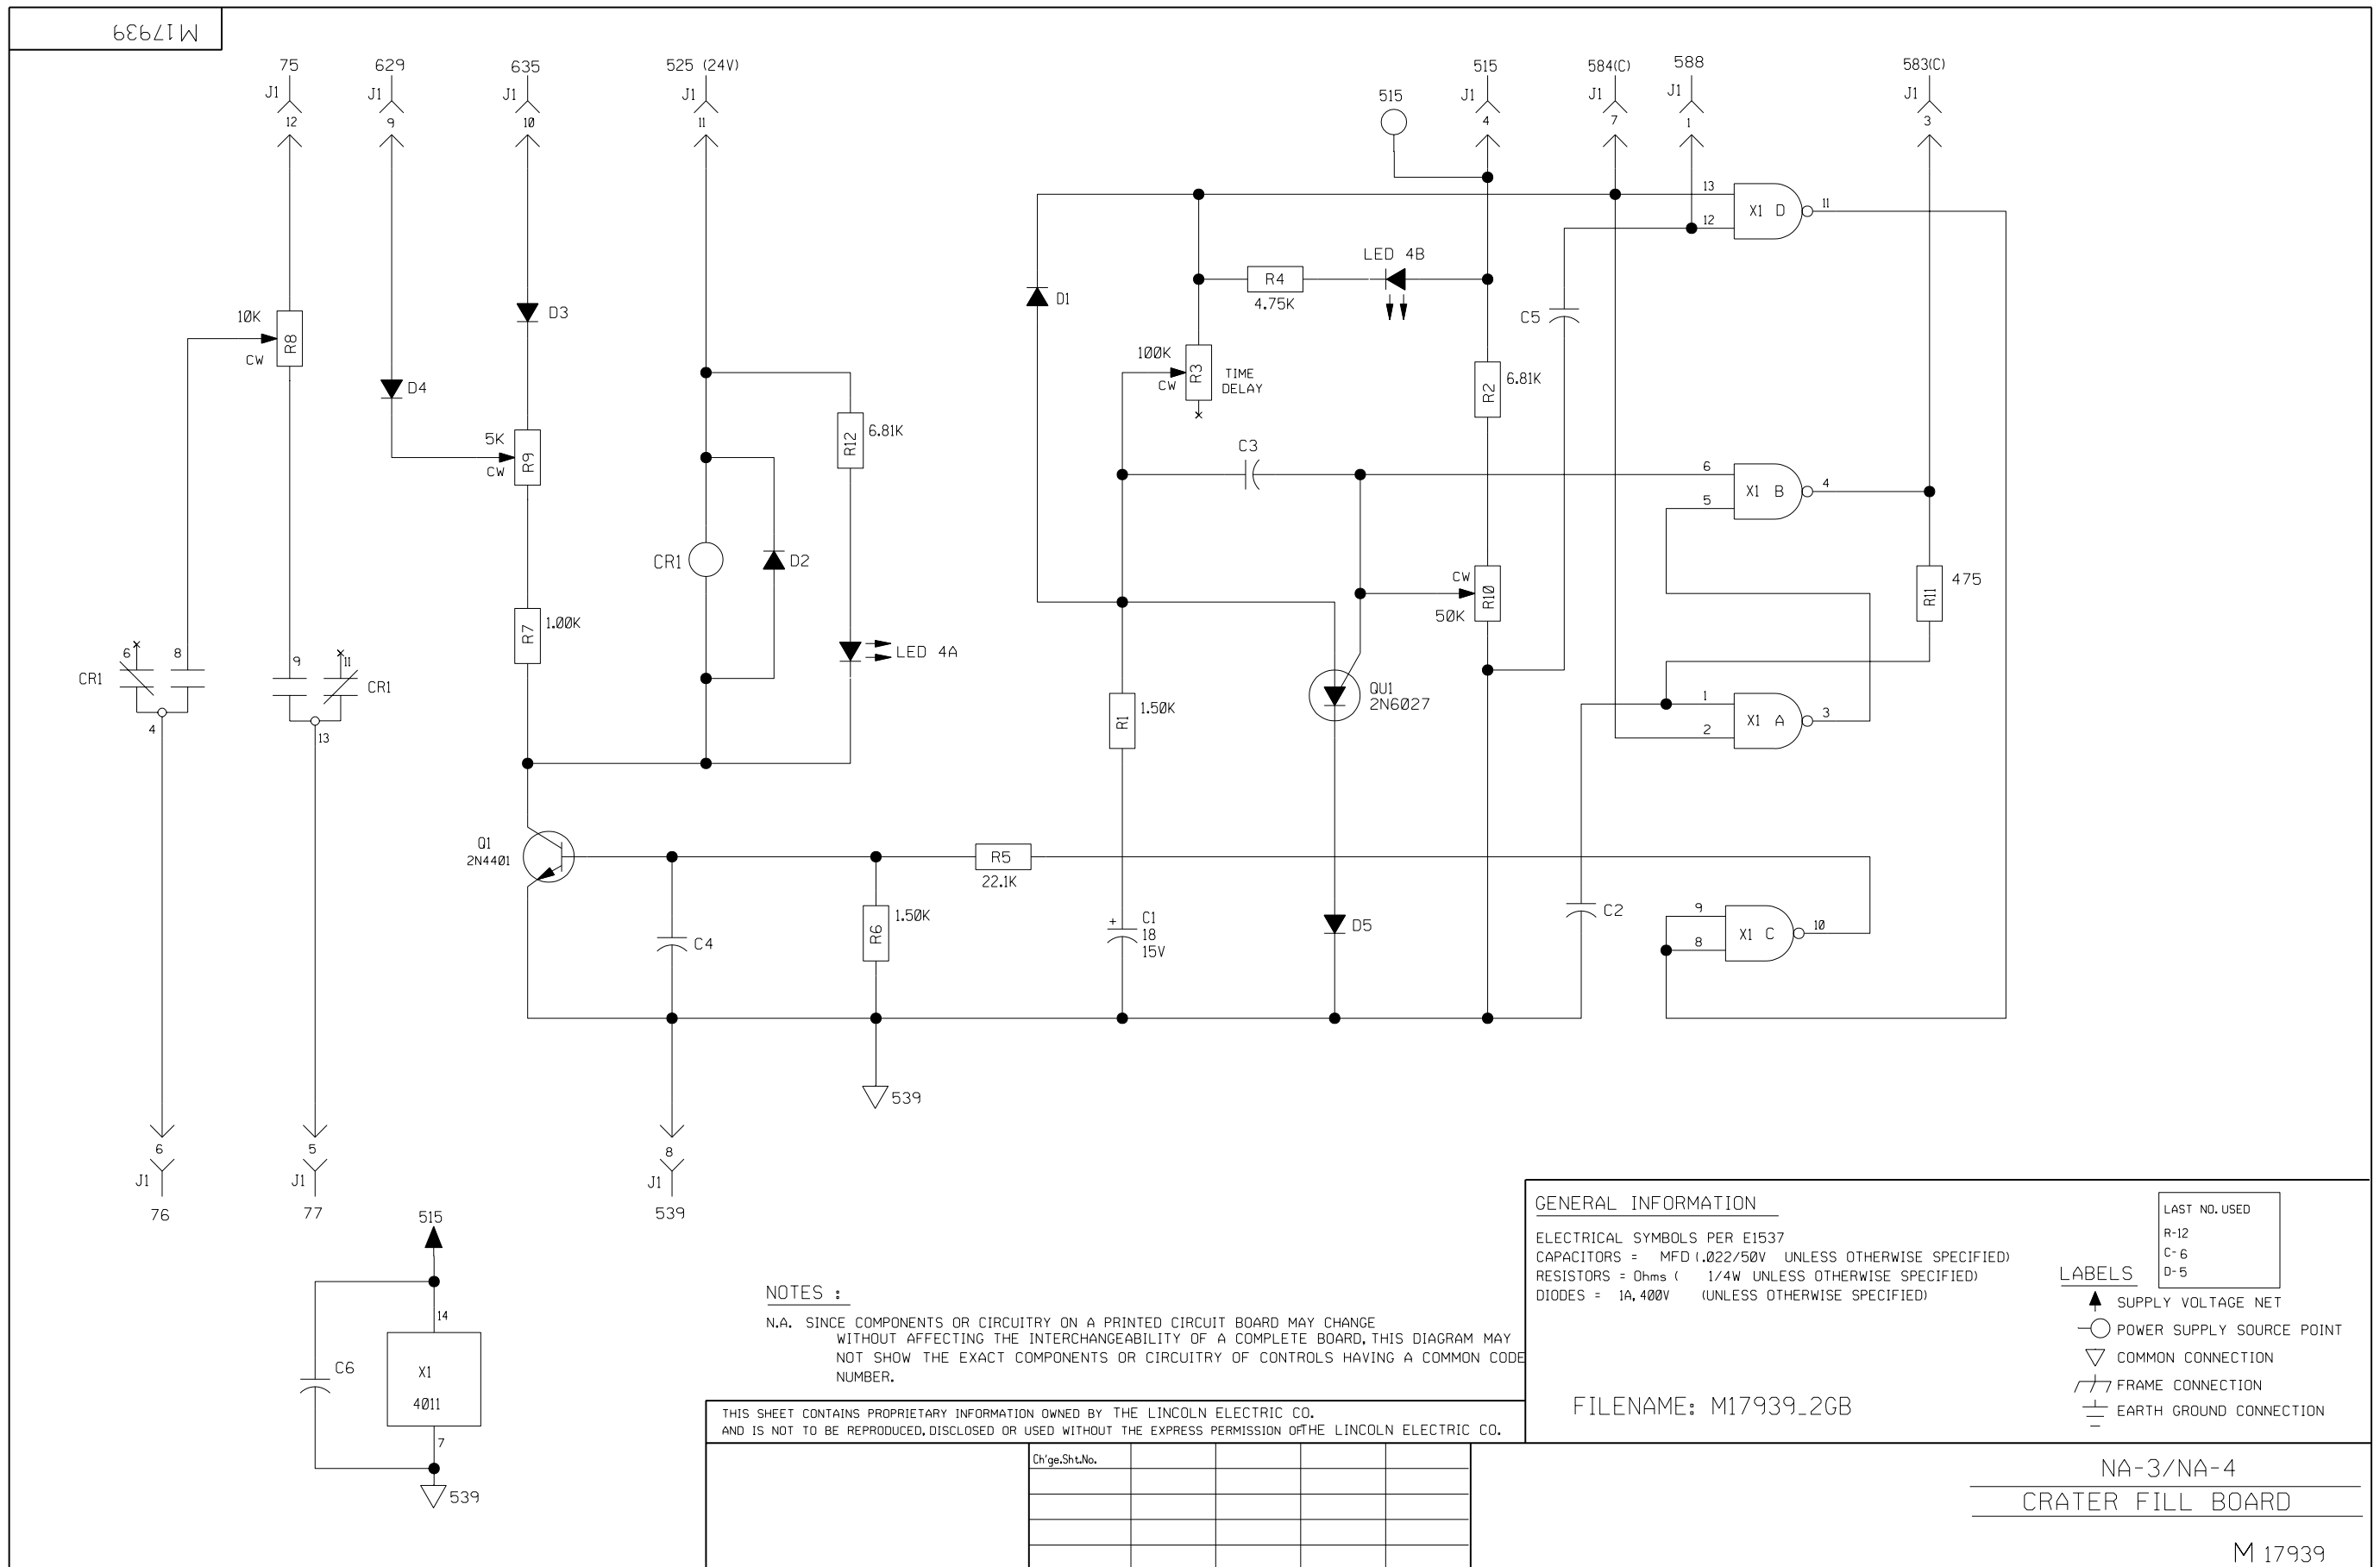 M17939
75 629 635 525 (24V) 515 584(C) 588 583(C)
J1 J1 J1 J1 515 J1 J1 J1 J1
12 9 10 11 4 7 1 3
13
X1 D 11
12
LED 4B
R4
4.75K
D1
10K
R8
CW
D3
C5
100K
R3
CW
TIME
DELAY
R2
6.81K
D4
5K
R9
CW
R12
6.81K
C3
6
X1 B 4
5
CR1
D2
CW
R10
50K
R11
475
R7
1.00K
LED 4A
6 8 9 11
CR1 CR1
4 13
R1
1.50K
QU1
2N6027
1
X1 A 3
2
Q1
2N4401
R5
22.1K
C4
R6
1.50K
+ C1
18
15V
D5
C2
9
X1 C 10
8
539
6 5 8
J1 J1 J1
76 77 539
515
14
C6
X1
4011
7
539
NOTES :
N.A. SINCE COMPONENTS OR CIRCUITRY ON A PRINTED CIRCUIT BOARD MAY CHANGE
WITHOUT AFFECTING THE INTERCHANGEABILITY OF A COMPLETE BOARD, THIS DIAGRAM MAY
NOT SHOW THE EXACT COMPONENTS OR CIRCUITRY OF CONTROLS HAVING A COMMON CODE
NUMBER.
GENERAL INFORMATION
ELECTRICAL SYMBOLS PER E1537
CAPACITORS = MFD (.022/50V UNLESS OTHERWISE SPECIFIED)
RESISTORS = Ohms ( 1/4W UNLESS OTHERWISE SPECIFIED)
DIODES = 1A, 400V (UNLESS OTHERWISE SPECIFIED)
LAST NO. USED
R-12
C-6
D-5
LABELS
SUPPLY VOLTAGE NET
POWER SUPPLY SOURCE POINT
COMMON CONNECTION
FRAME CONNECTION
EARTH GROUND CONNECTION
FILENAME: M17939_2GB
THIS SHEET CONTAINS PROPRIETARY INFORMATION OWNED BY THE LINCOLN ELECTRIC CO.
AND IS NOT TO BE REPRODUCED, DISCLOSED OR USED WITHOUT THE EXPRESS PERMISSION OF THE LINCOLN ELECTRIC CO.
Ch'ge.Sht.No.
NA-3/NA-4
CRATER FILL BOARD
M 17939